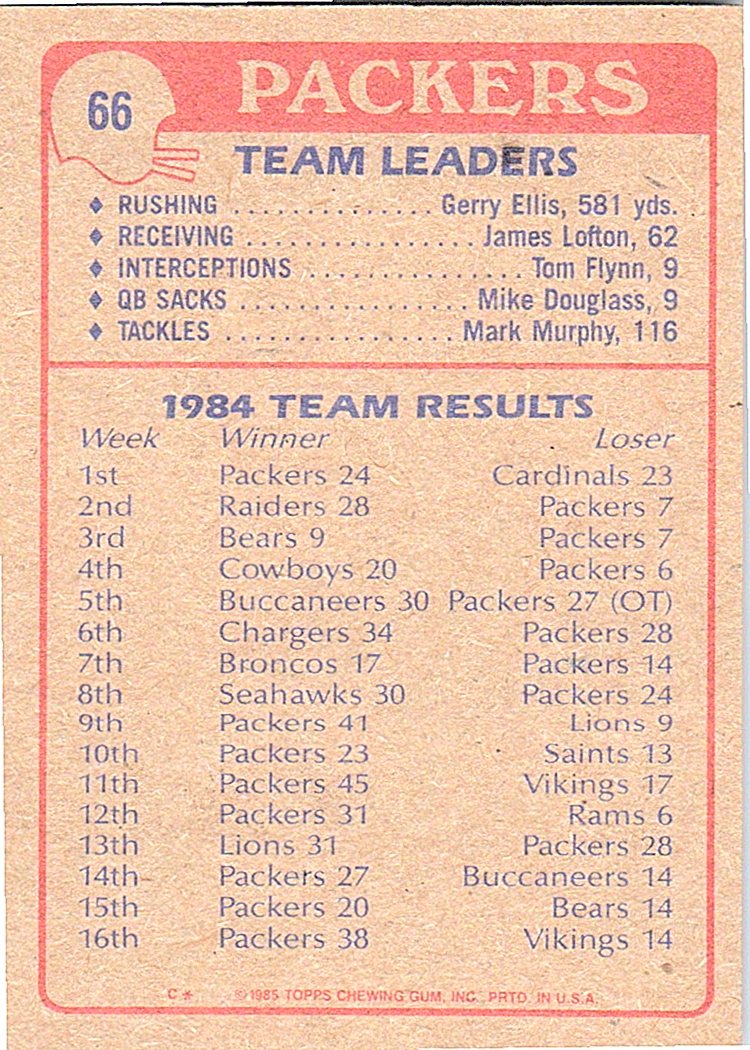 66
PACKERS
TEAM LEADERS
♦ RUSHING .............. Gerry Ellis, 581 yds.
♦ RECEIVING ................. James Lofton, 62
♦ INTERCEPTIONS ................ Tom Flynn, 9
♦ QB SACKS ................. Mike Douglass, 9
♦ TACKLES ................. Mark Murphy, 116
1984 TEAM RESULTS
Week Winner Loser
1st Packers 24 Cardinals 23
2nd Raiders 28 Packers 7
3rd Bears 9 Packers 7
4th Cowboys 20 Packers 6
5th Buccaneers 30 Packers 27 (OT)
6th Chargers 34 Packers 28
7th Broncos 17 Packers 14
8th Seahawks 30 Packers 24
9th Packers 41 Lions 9
10th Packers 23 Saints 13
11th Packers 45 Vikings 17
12th Packers 31 Rams 6
13th Lions 31 Packers 28
14th Packers 27 Buccaneers 14
15th Packers 20 Bears 14
16th Packers 38 Vikings 14
C * © 1985 TOPPS CHEWING GUM, INC. PRTD. IN U.S.A.